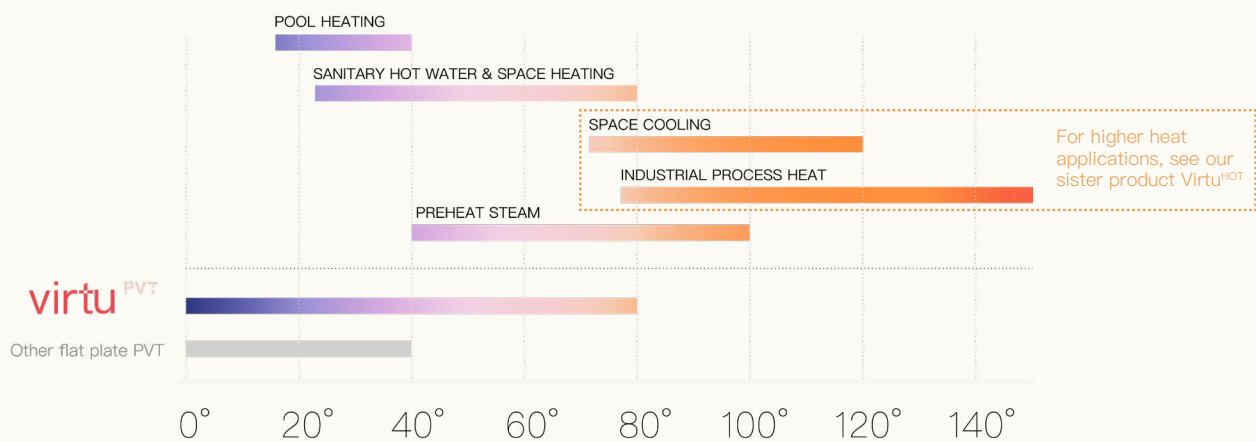 POOL HEATING
SANITARY HOT WATER & SPACE HEATING
SPACE COOLING
For higher heat
applications, see our
sister product VirtuHOT
INDUSTRIAL PROCESS HEAT
PREHEAT STEAM
virtu PVT
Other flat plate PVT
0° 20° 40° 60° 80° 100° 120° 140°